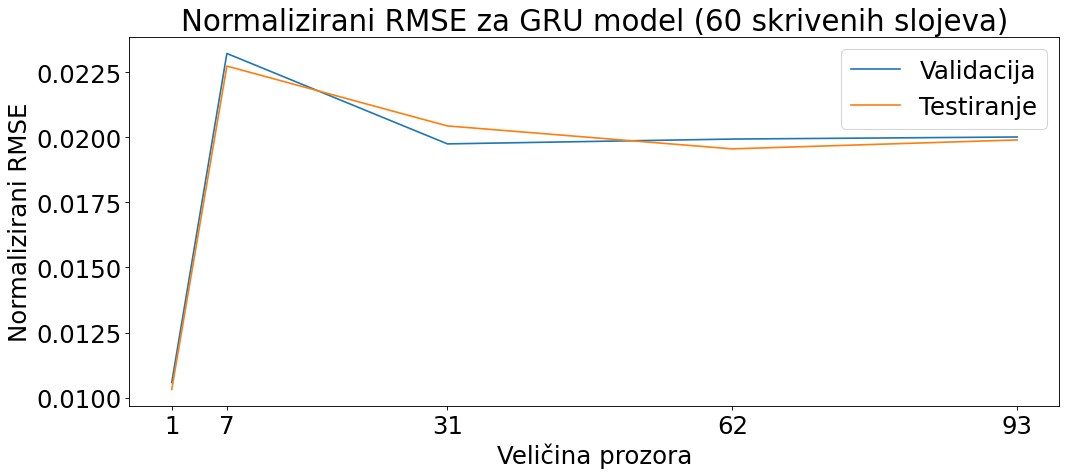 Normalizirani RMSE za GRU model (60 skrivenih slojeva)
Validacija
Testiranje
Normalizirani RMSE
0.0225
0.0200
0.0175
0.0150
0.0125
0.0100
1 7 31 62 93
Veličina prozora